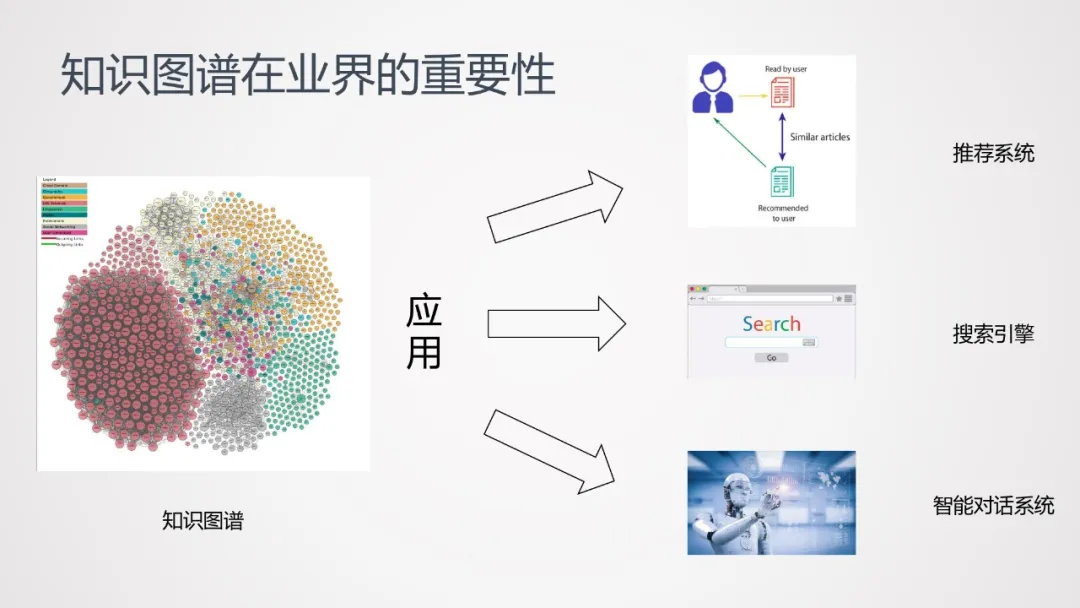 知识图谱在业界的重要性
Read by user
Similar articles
Recommended
to user
推荐系统
应
用
Search
Go
搜索引擎
智能对话系统
知识图谱